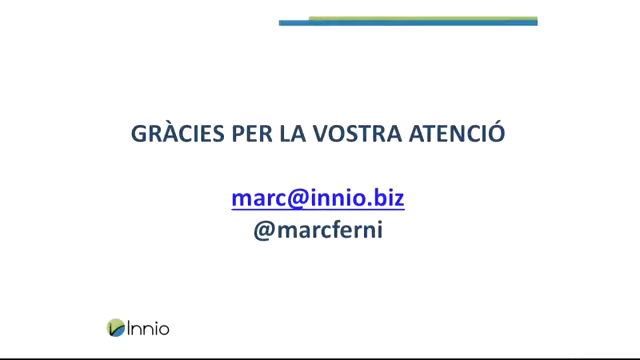 GRÀCIES PER LA VOSTRA ATENCIÓ
marc@innio.biz
@marcferni
Innio